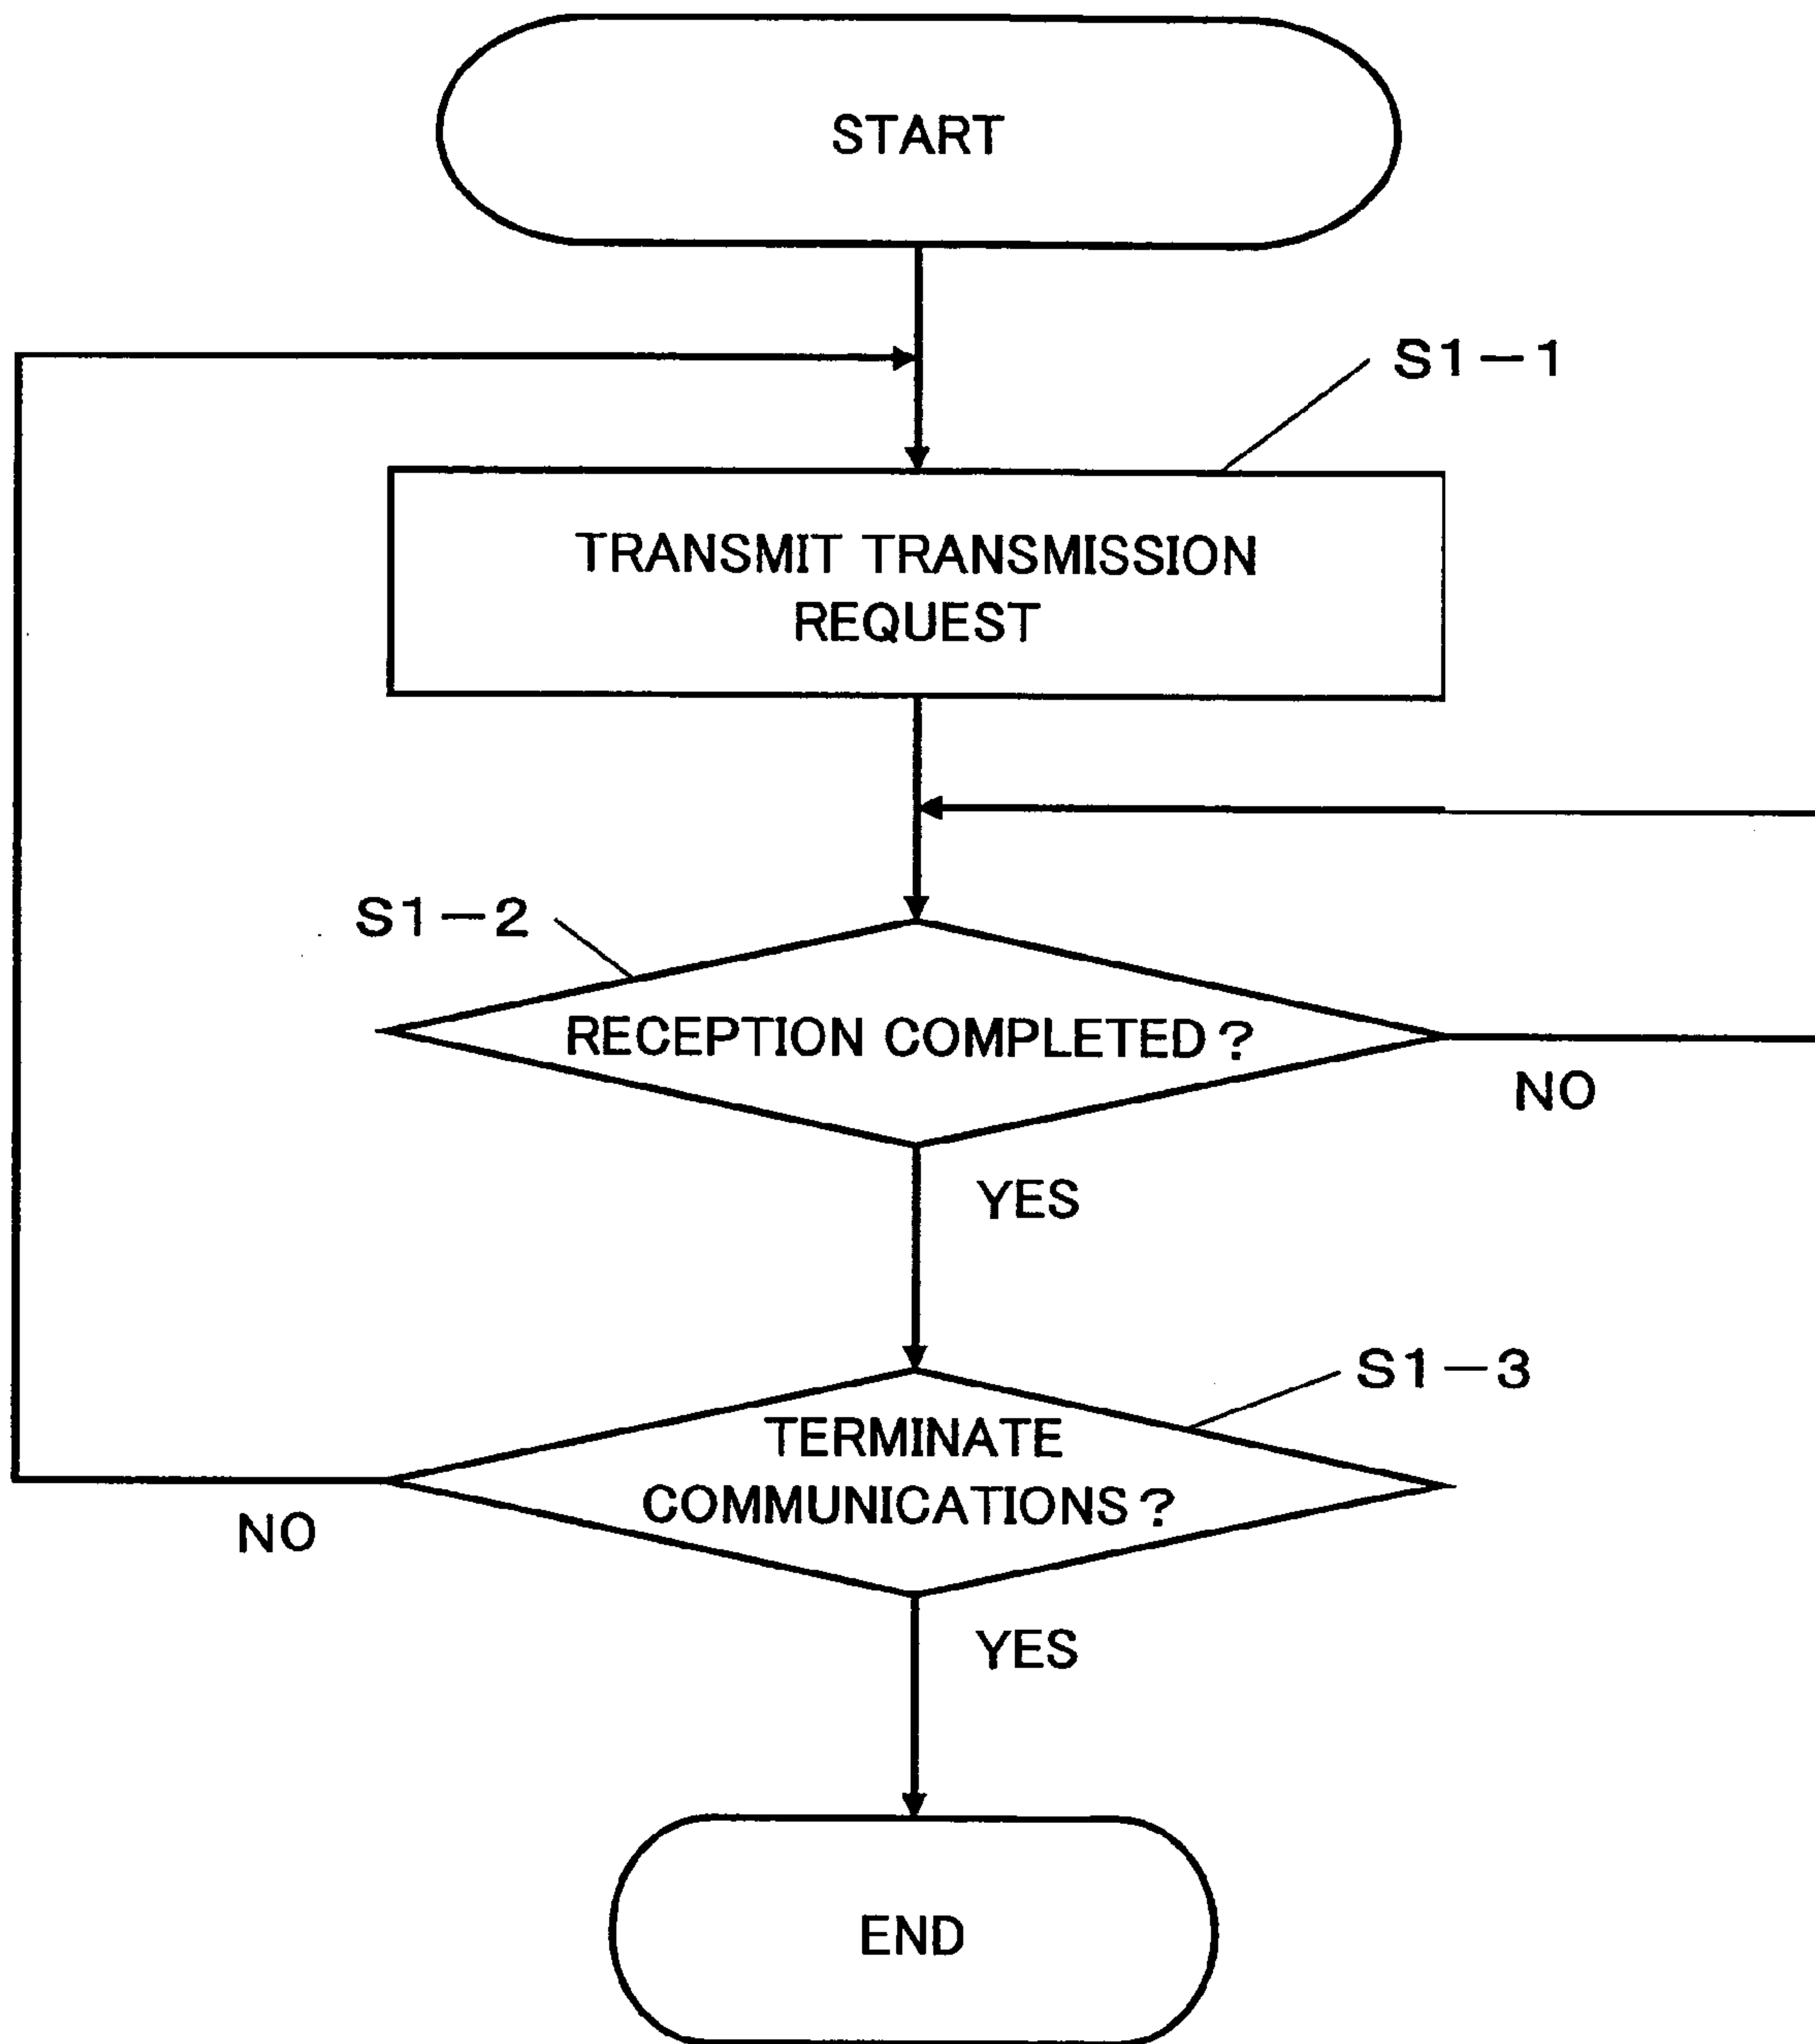 START
S1-1
TRANSMIT TRANSMISSION
REQUEST
S1-2
RECEPTION COMPLETED?
NO
YES
S1-3
TERMINATE
COMMUNICATIONS?
NO
YES
END